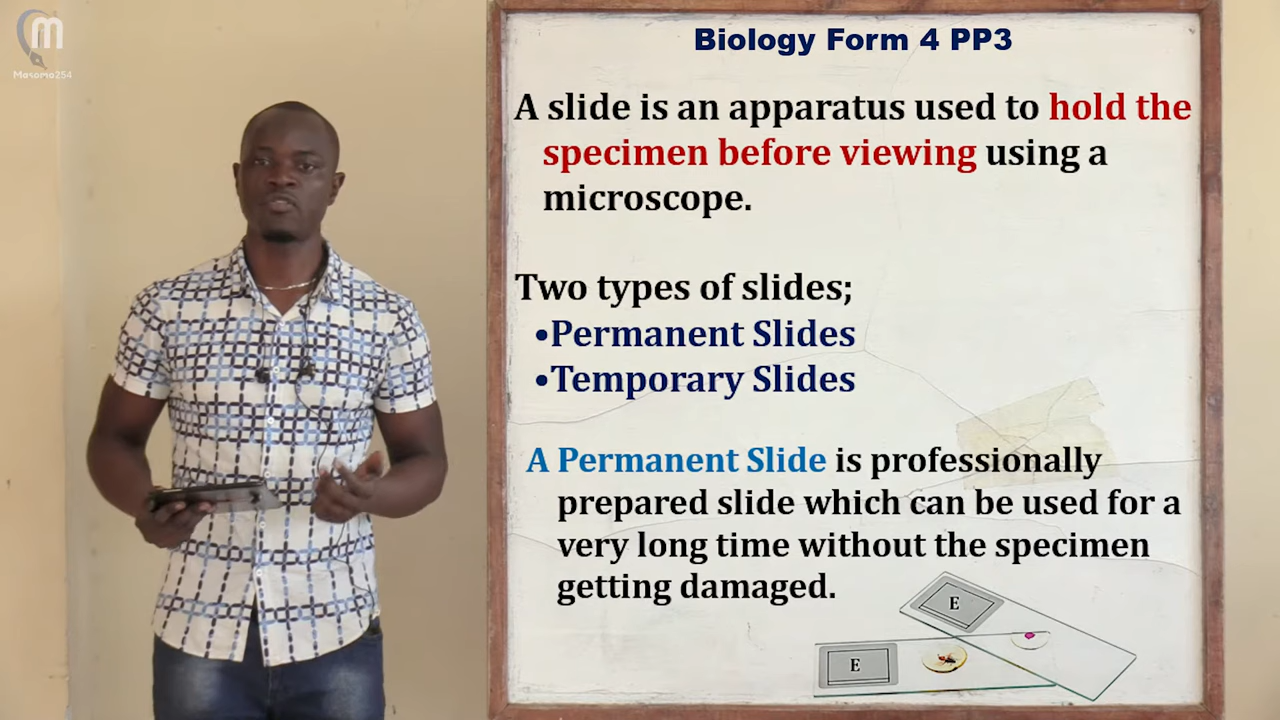 Masomo254
Biology Form 4 PP3
A slide is an apparatus used to hold the
specimen before viewing using a
microscope.
Two types of slides;
•Permanent Slides
•Temporary Slides
A Permanent Slide is professionally
prepared slide which can be used for a
very long time without the specimen
getting damaged.
E
E